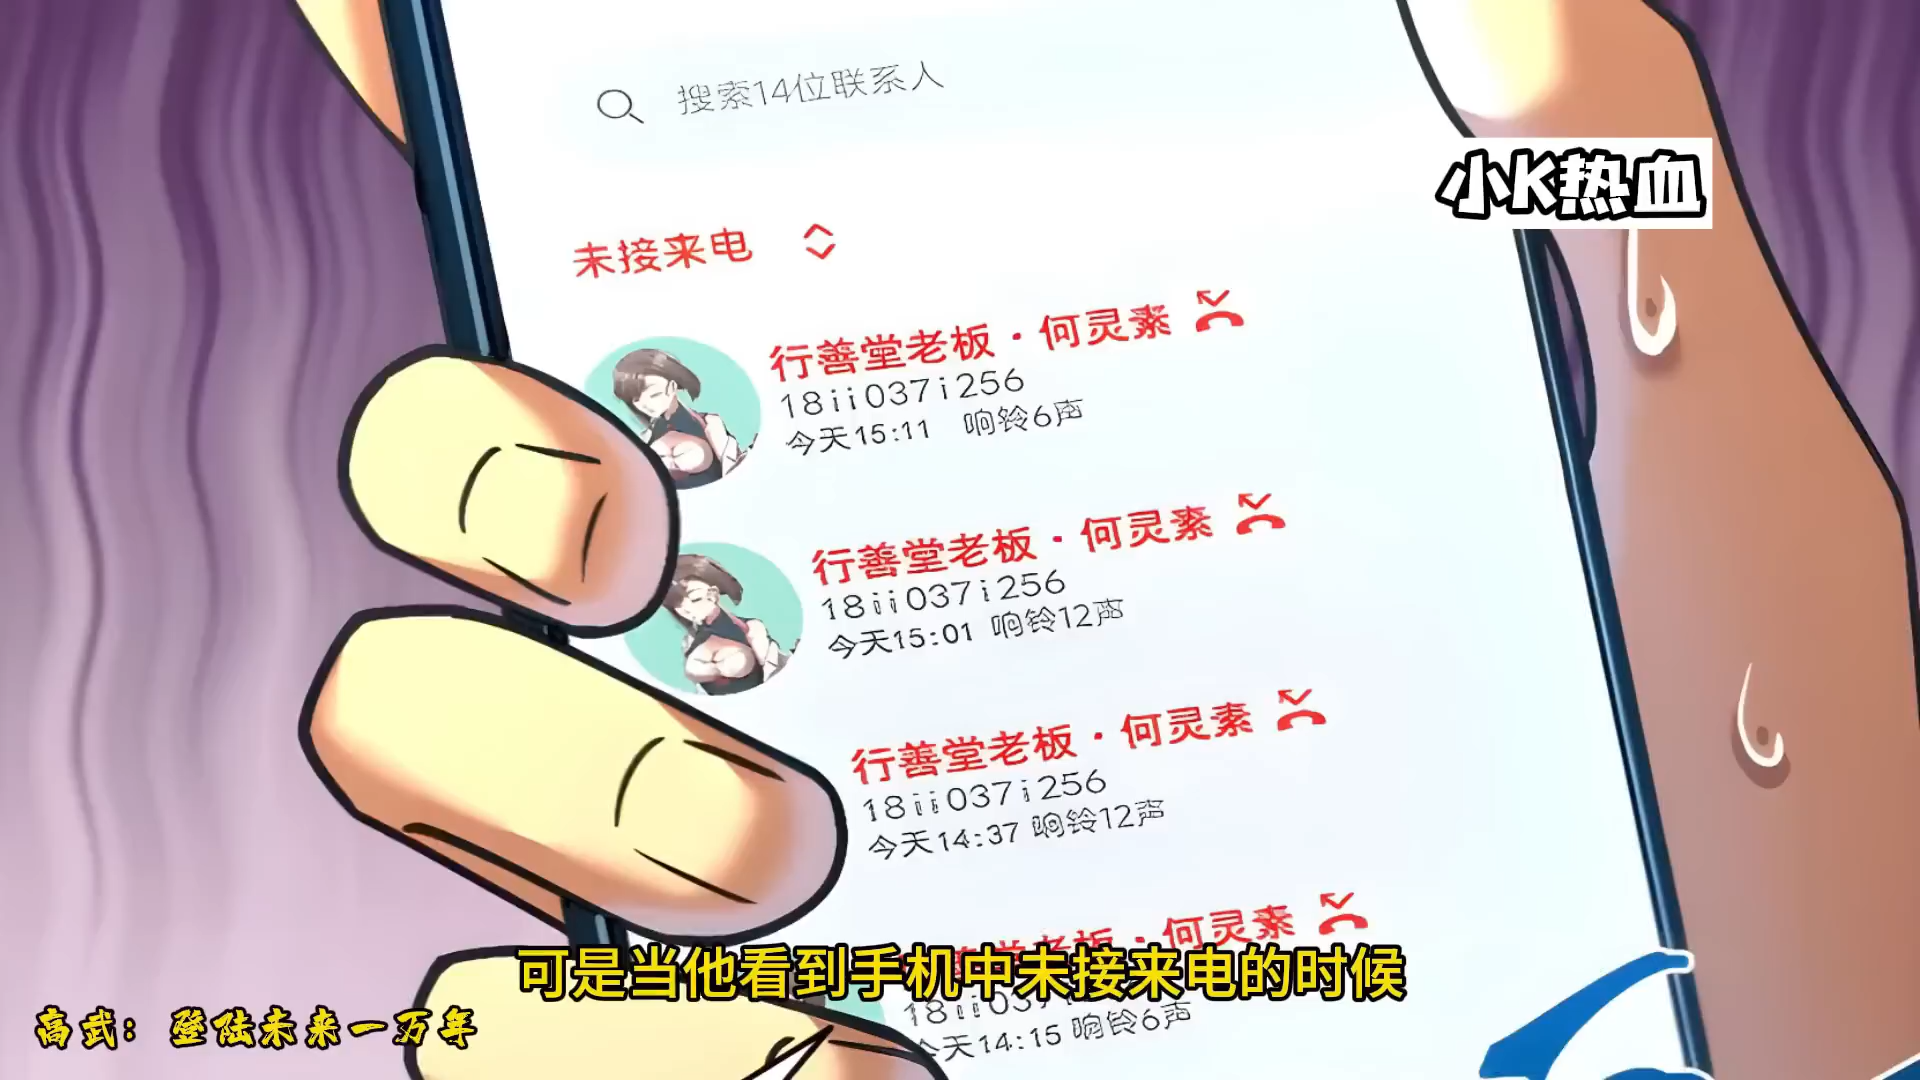 搜索14位联系人
小K热血
未接来电
行善堂老板·何灵素
18ii037i256
今天15:11 响铃6声
行善堂老板·何灵素
18ii037i256
今天15:01 响铃12声
行善堂老板·何灵素
18ii037i256
今天14:37 响铃12声
老板·何灵素
可是当他看到手机中未接来电的时候
18ii037
今天14:15 响铃6声
高武：登陆未来一万年